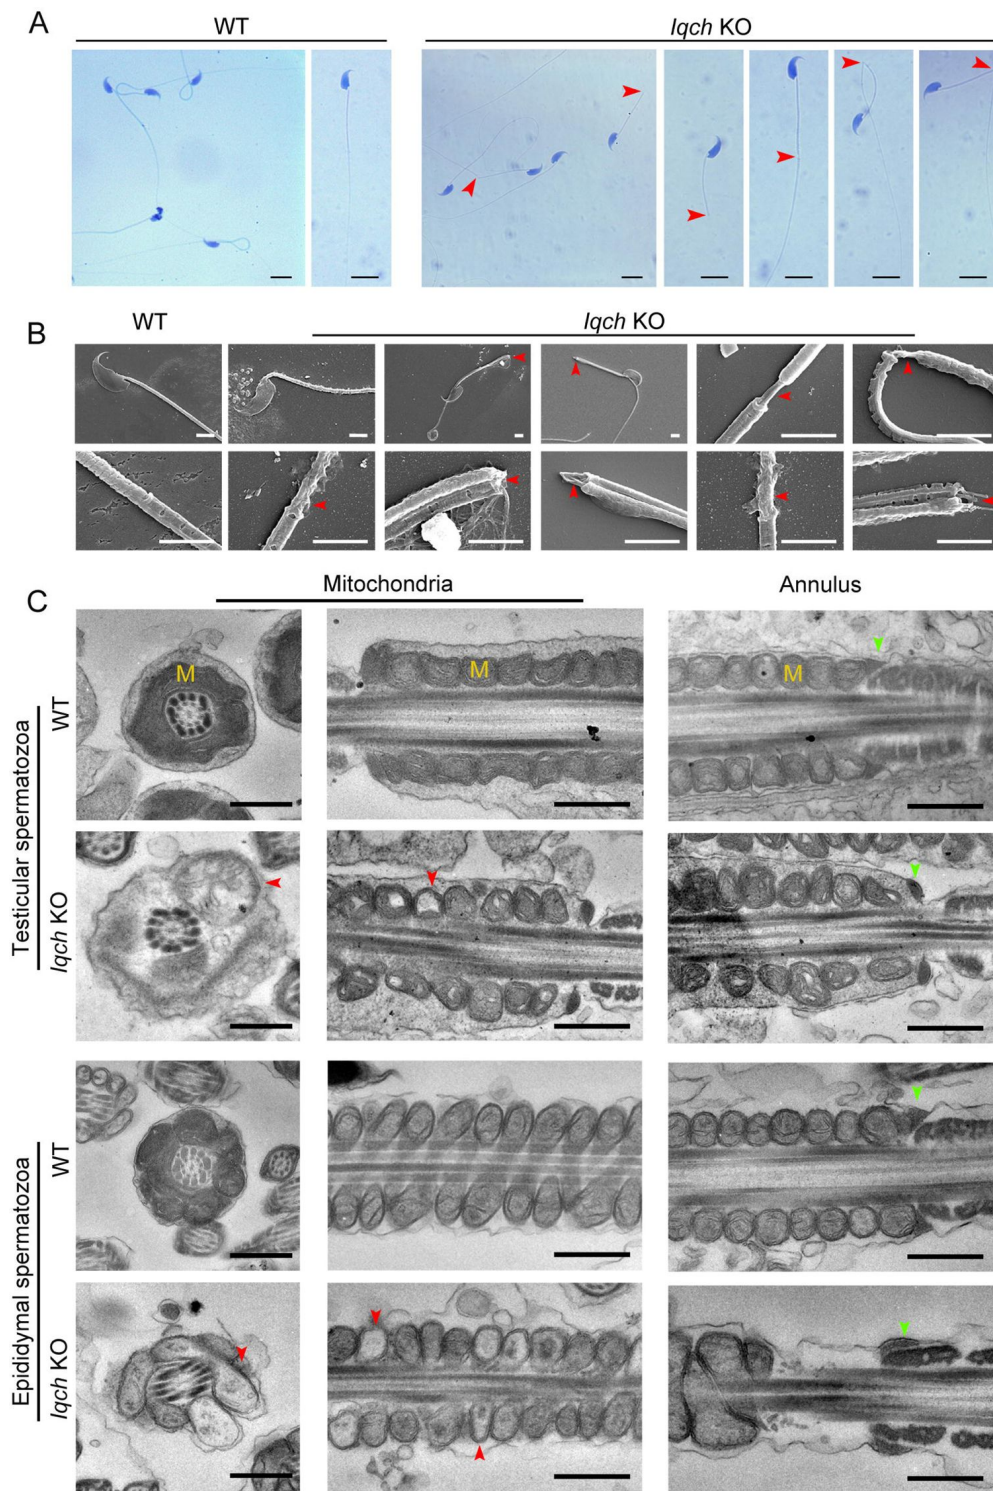 A
WT
Iqch KO
B
WT
Iqch KO
C
Mitochondria
Annulus
Testicular spermatozoa
WT
M
M
M
Iqch KO
Epididymal spermatozoa
WT
Iqch KO